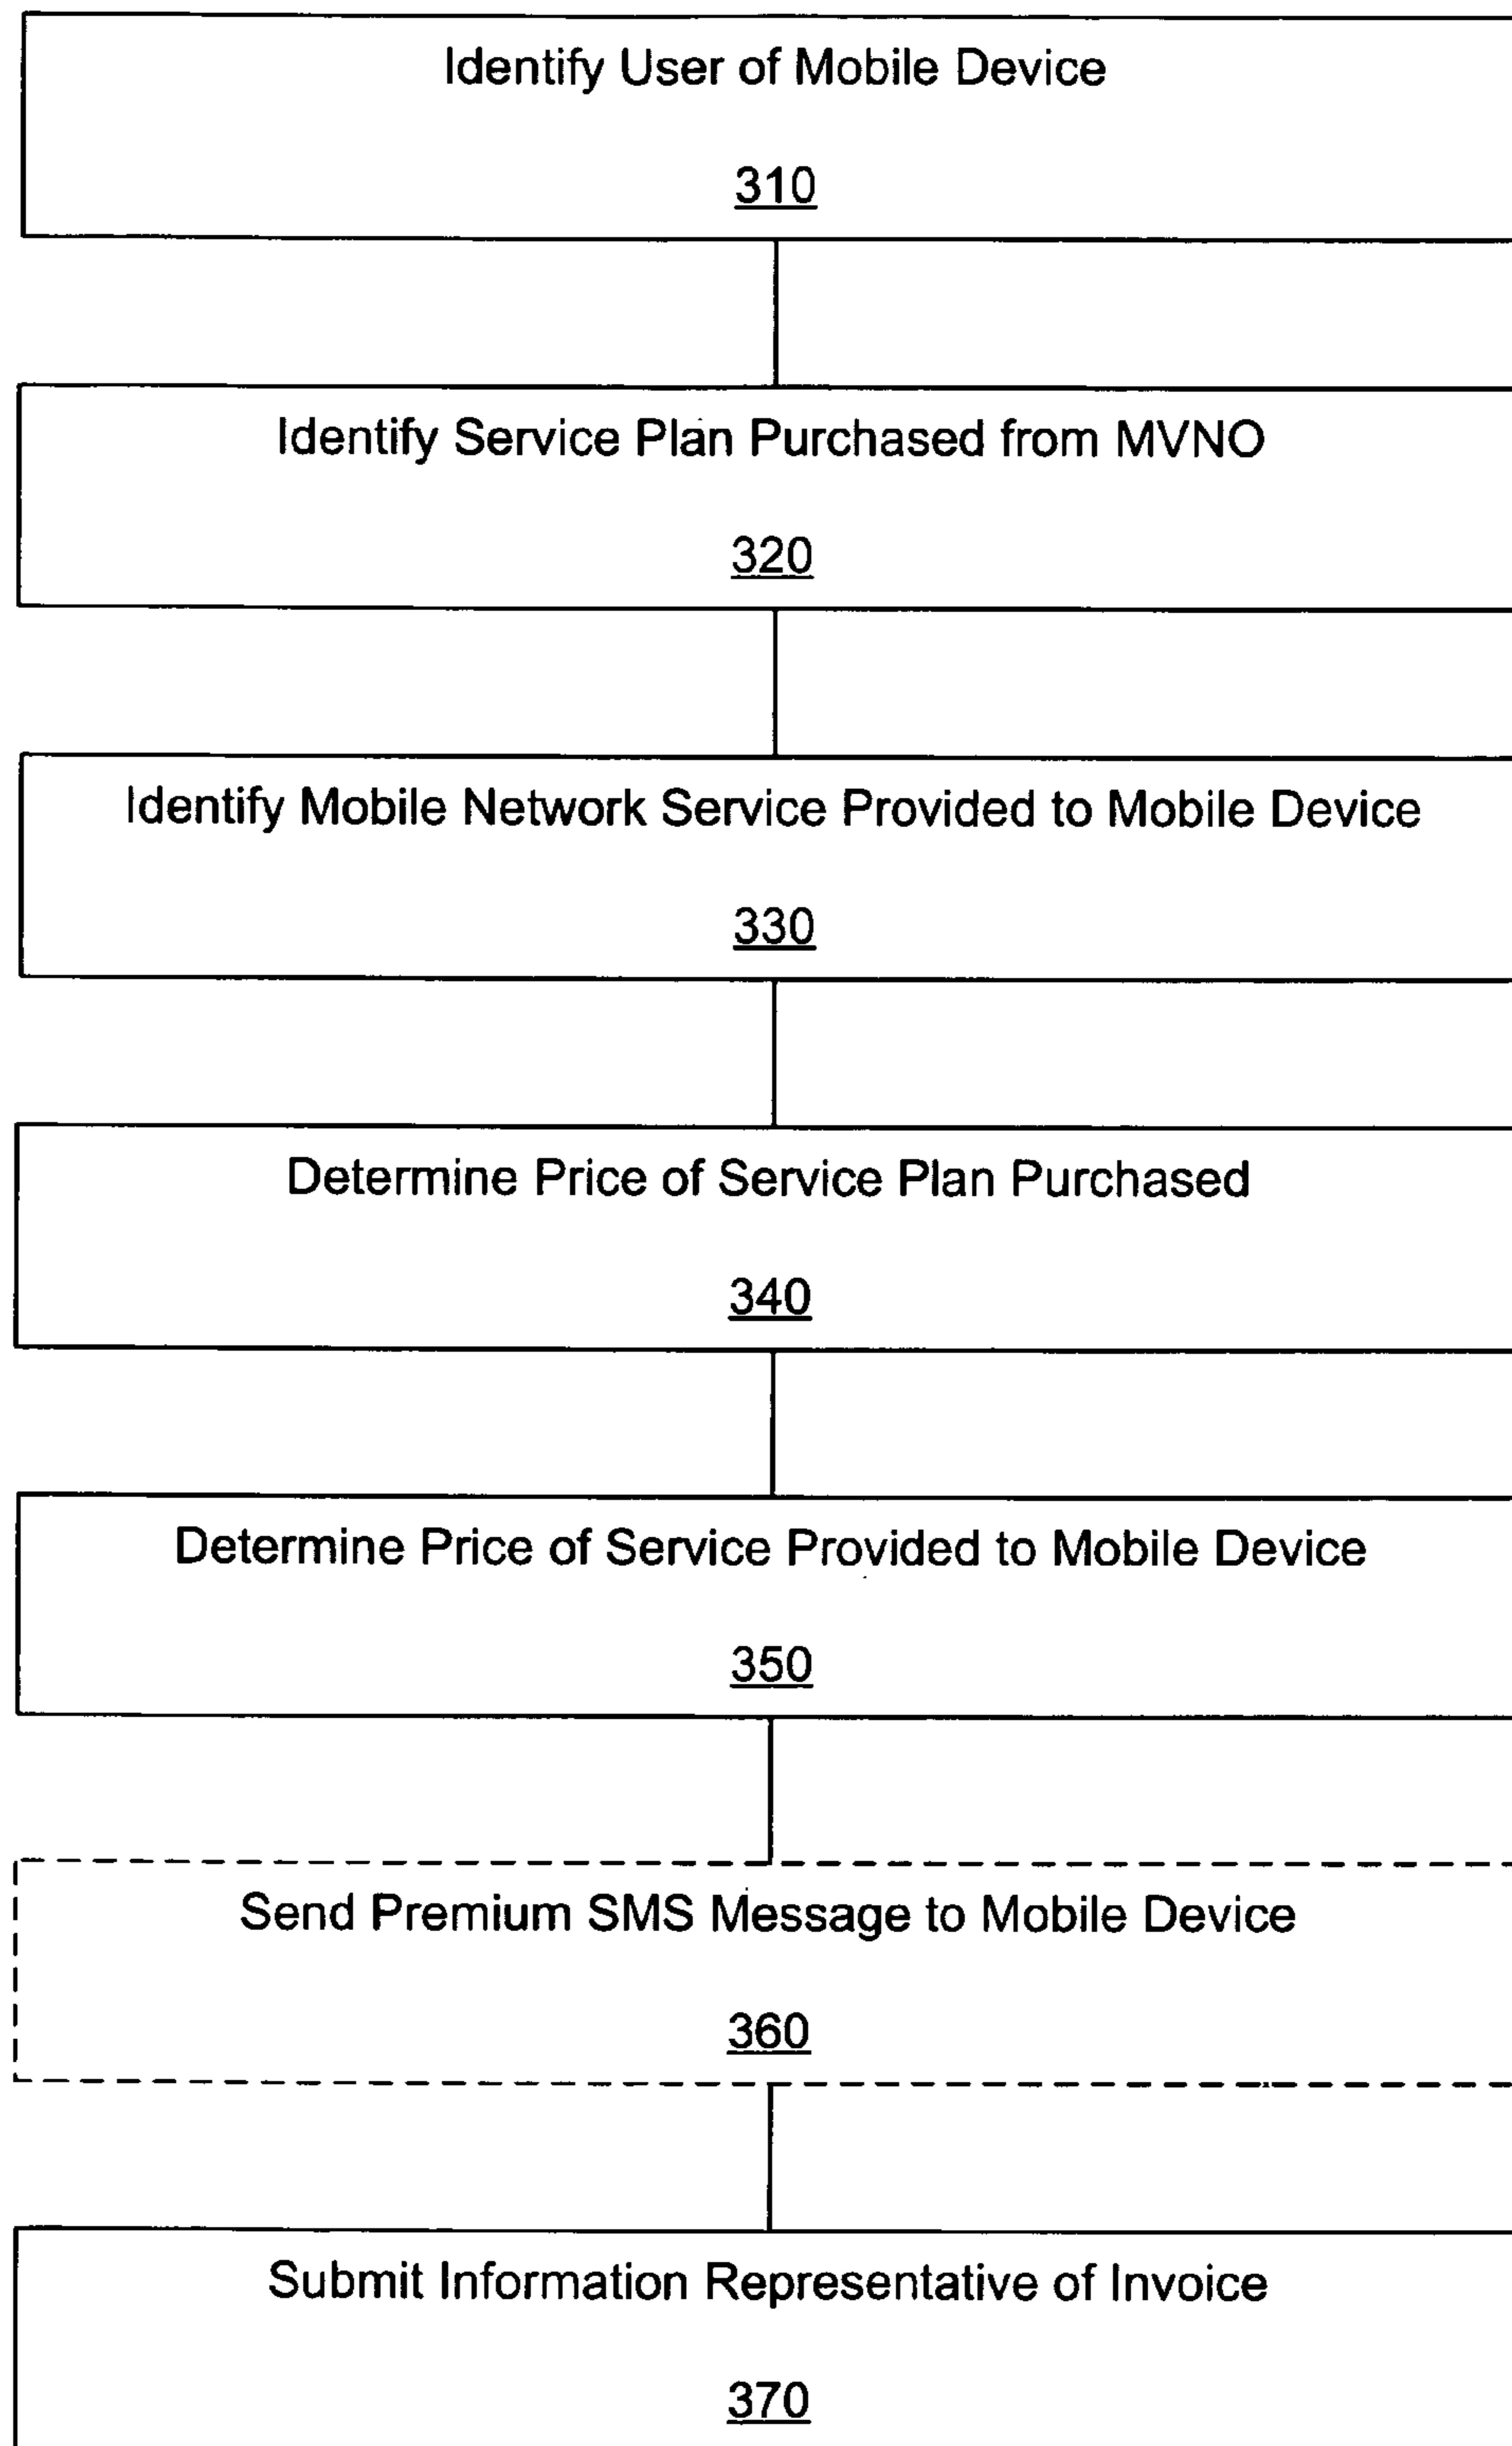 Identify User of Mobile Device
310
Identify Service Plan Purchased from MVNO
320
Identify Mobile Network Service Provided to Mobile Device
330
Determine Price of Service Plan Purchased
340
Determine Price of Service Provided to Mobile Device
350
Send Premium SMS Message to Mobile Device
360
Submit Information Representative of Invoice
370